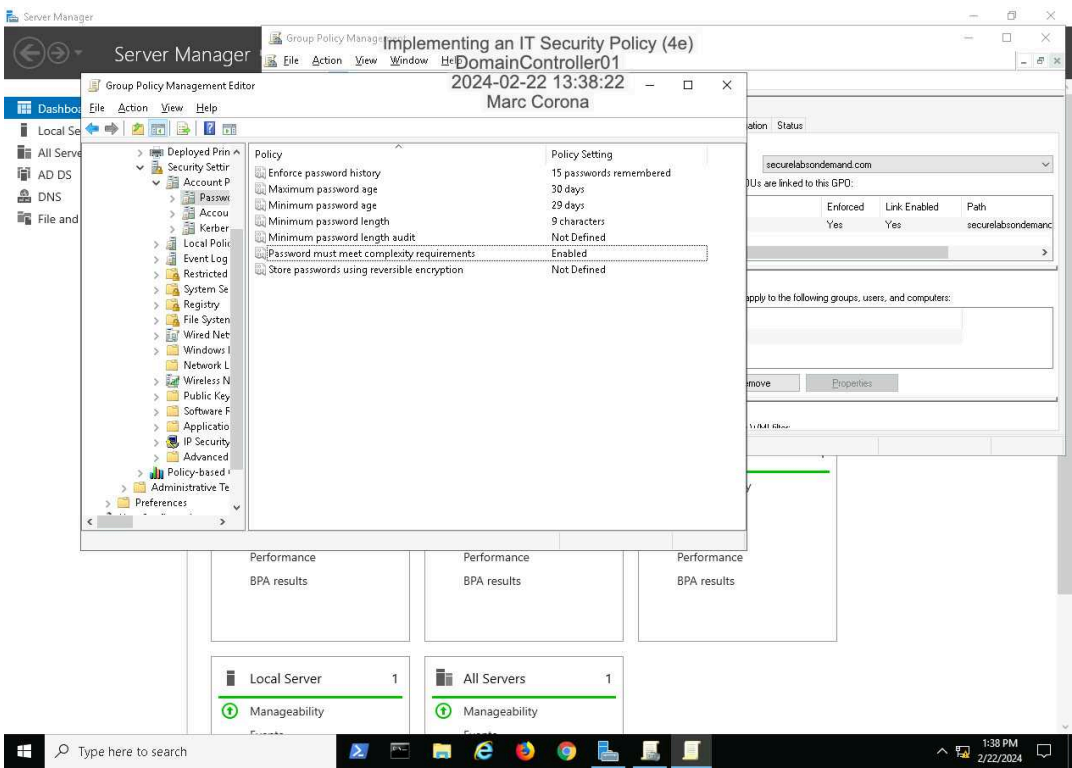 Server Manager
Group Policy Management
Implementing an IT Security Policy (4e)
DomainController01
2024-02-22 13:38:22
Marc Corona
Server Manager
File Action View Window Help
Group Policy Management Editor
File Action View Help
Dashbo
Local Se
All Serve
AD DS
DNS
File and
Deployed Prin
Security Settin
Account P
Passwo
Accou
Kerber
Local Polic
Event Log
Restricted
System Se
Registry
File System
Wired Net
Windows
Network L
Wireless N
Public Key
Software R
Applicatio
IP Security
Advanced
Policy-based
Administrative Te
Preferences
Policy Policy Setting
Enforce password history 15 passwords remembered
Maximum password age 30 days
Minimum password age 29 days
Minimum password length 9 characters
Minimum password length audit Not Defined
Password must meet complexity requirements Enabled
Store passwords using reversible encryption Not Defined
ation Status
securelabsondemand.com
OUs are linked to this GPO:
Enforced Link Enabled Path
Yes Yes securelabsondemanc
apply to the following groups, users, and computers:
emove Properties
Performance Performance Performance
BPA results BPA results BPA results
Local Server 1
Manageability
Events
All Servers 1
Manageability
Events
Type here to search
1:38 PM
2/22/2024